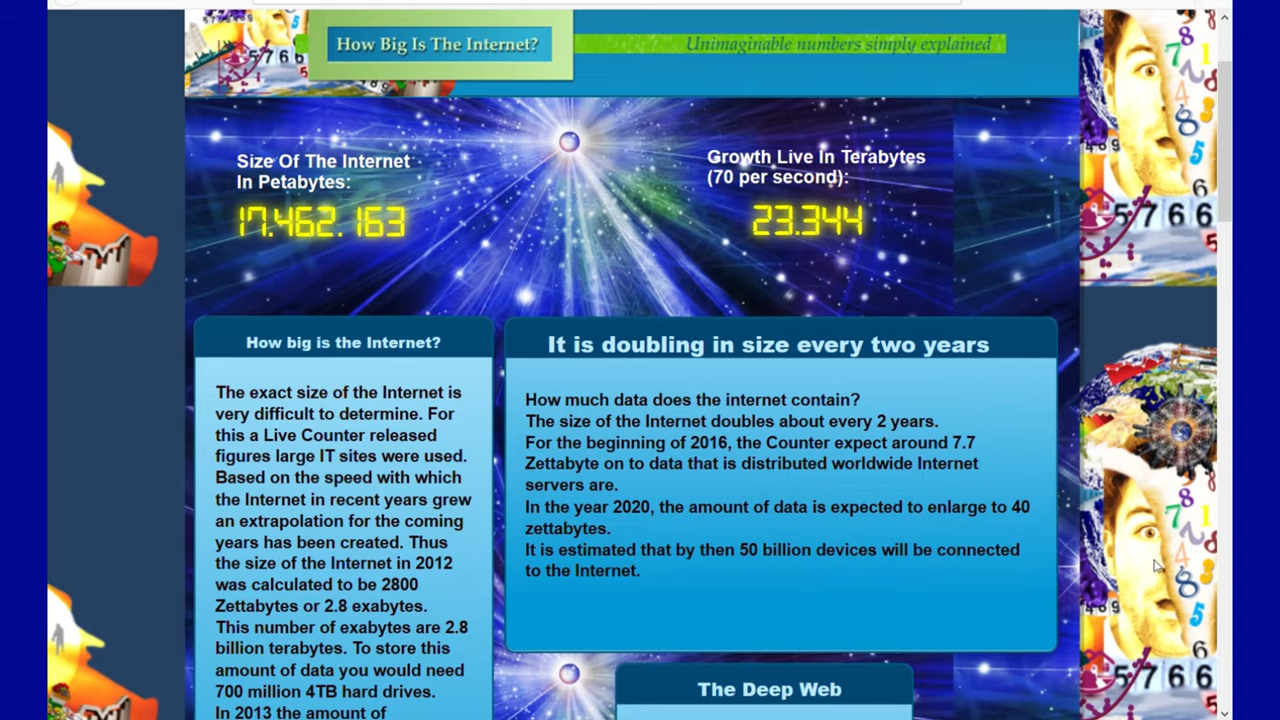 How Big Is The Internet?
Unimaginable numbers simply explained
Size Of The Internet
In Petabytes:
17.462.163
Growth Live In Terabytes
(70 per second):
23.344
How big is the Internet?
The exact size of the Internet is
very difficult to determine. For
this a Live Counter released
figures large IT sites were used.
Based on the speed with which
the Internet in recent years grew
an extrapolation for the coming
years has been created. Thus
the size of the Internet in 2012
was calculated to be 2800
Zettabytes or 2.8 exabytes.
This number of exabytes are 2.8
billion terabytes. To store this
amount of data you would need
700 million 4TB hard drives.
In 2013 the amount of
It is doubling in size every two years
How much data does the internet contain?
The size of the Internet doubles about every 2 years.
For the beginning of 2016, the Counter expect around 7.7
Zettabyte on to data that is distributed worldwide Internet
servers are.
In the year 2020, the amount of data is expected to enlarge to 40
zettabytes.
It is estimated that by then 50 billion devices will be connected
to the Internet.
The Deep Web